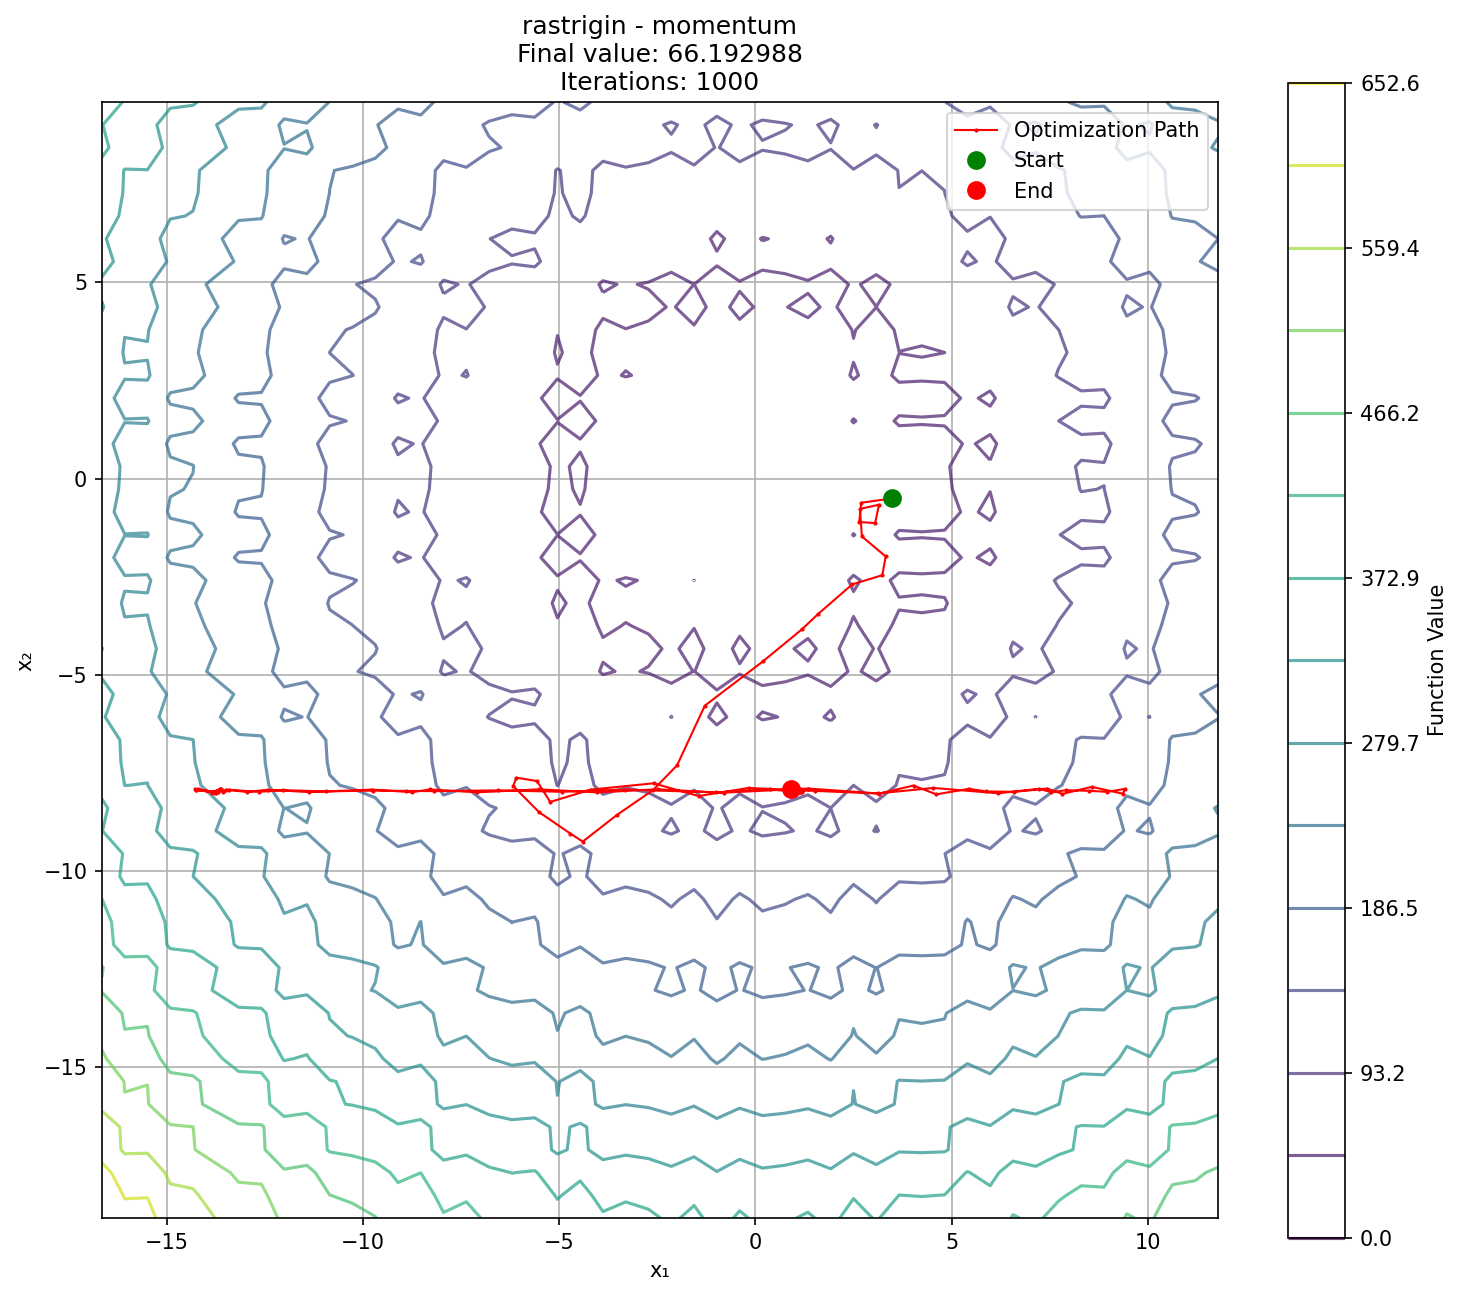 rastrigin - momentum
Final value: 66.192988
Iterations: 1000
Optimization Path
Start
End
5
0
−5
−10
−15
x₂
−15
−10
−5
0
5
10
x₁
652.6
559.4
466.2
372.9
279.7
186.5
93.2
0.0
Function Value